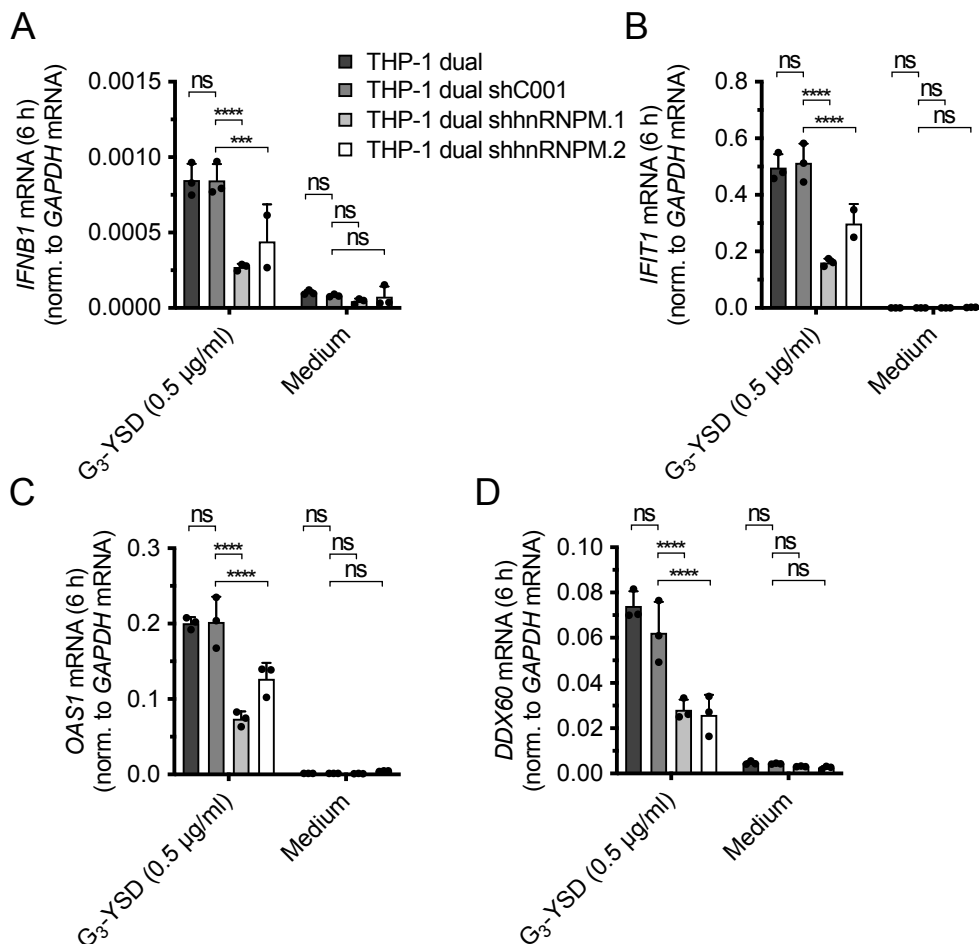 A
IFNB1 mRNA (6 h)
(norm. to GAPDH mRNA)
0.0015
0.0010
0.0005
0.0000
ns
****
***
ns
ns
ns
G₃-YSD (0.5 µg/ml)
Medium
THP-1 dual
THP-1 dual shC001
THP-1 dual shhnRNPM.1
THP-1 dual shhnRNPM.2
B
IFIT1 mRNA (6 h)
(norm. to GAPDH mRNA)
0.8
0.6
0.4
0.2
0.0
ns
****
****
ns
ns
ns
G₃-YSD (0.5 µg/ml)
Medium
C
OAS1 mRNA (6 h)
(norm. to GAPDH mRNA)
0.3
0.2
0.1
0.0
ns
****
****
ns
ns
ns
G₃-YSD (0.5 µg/ml)
Medium
D
DDX60 mRNA (6 h)
(norm. to GAPDH mRNA)
0.10
0.08
0.06
0.04
0.02
0.00
ns
****
****
ns
ns
ns
G₃-YSD (0.5 µg/ml)
Medium